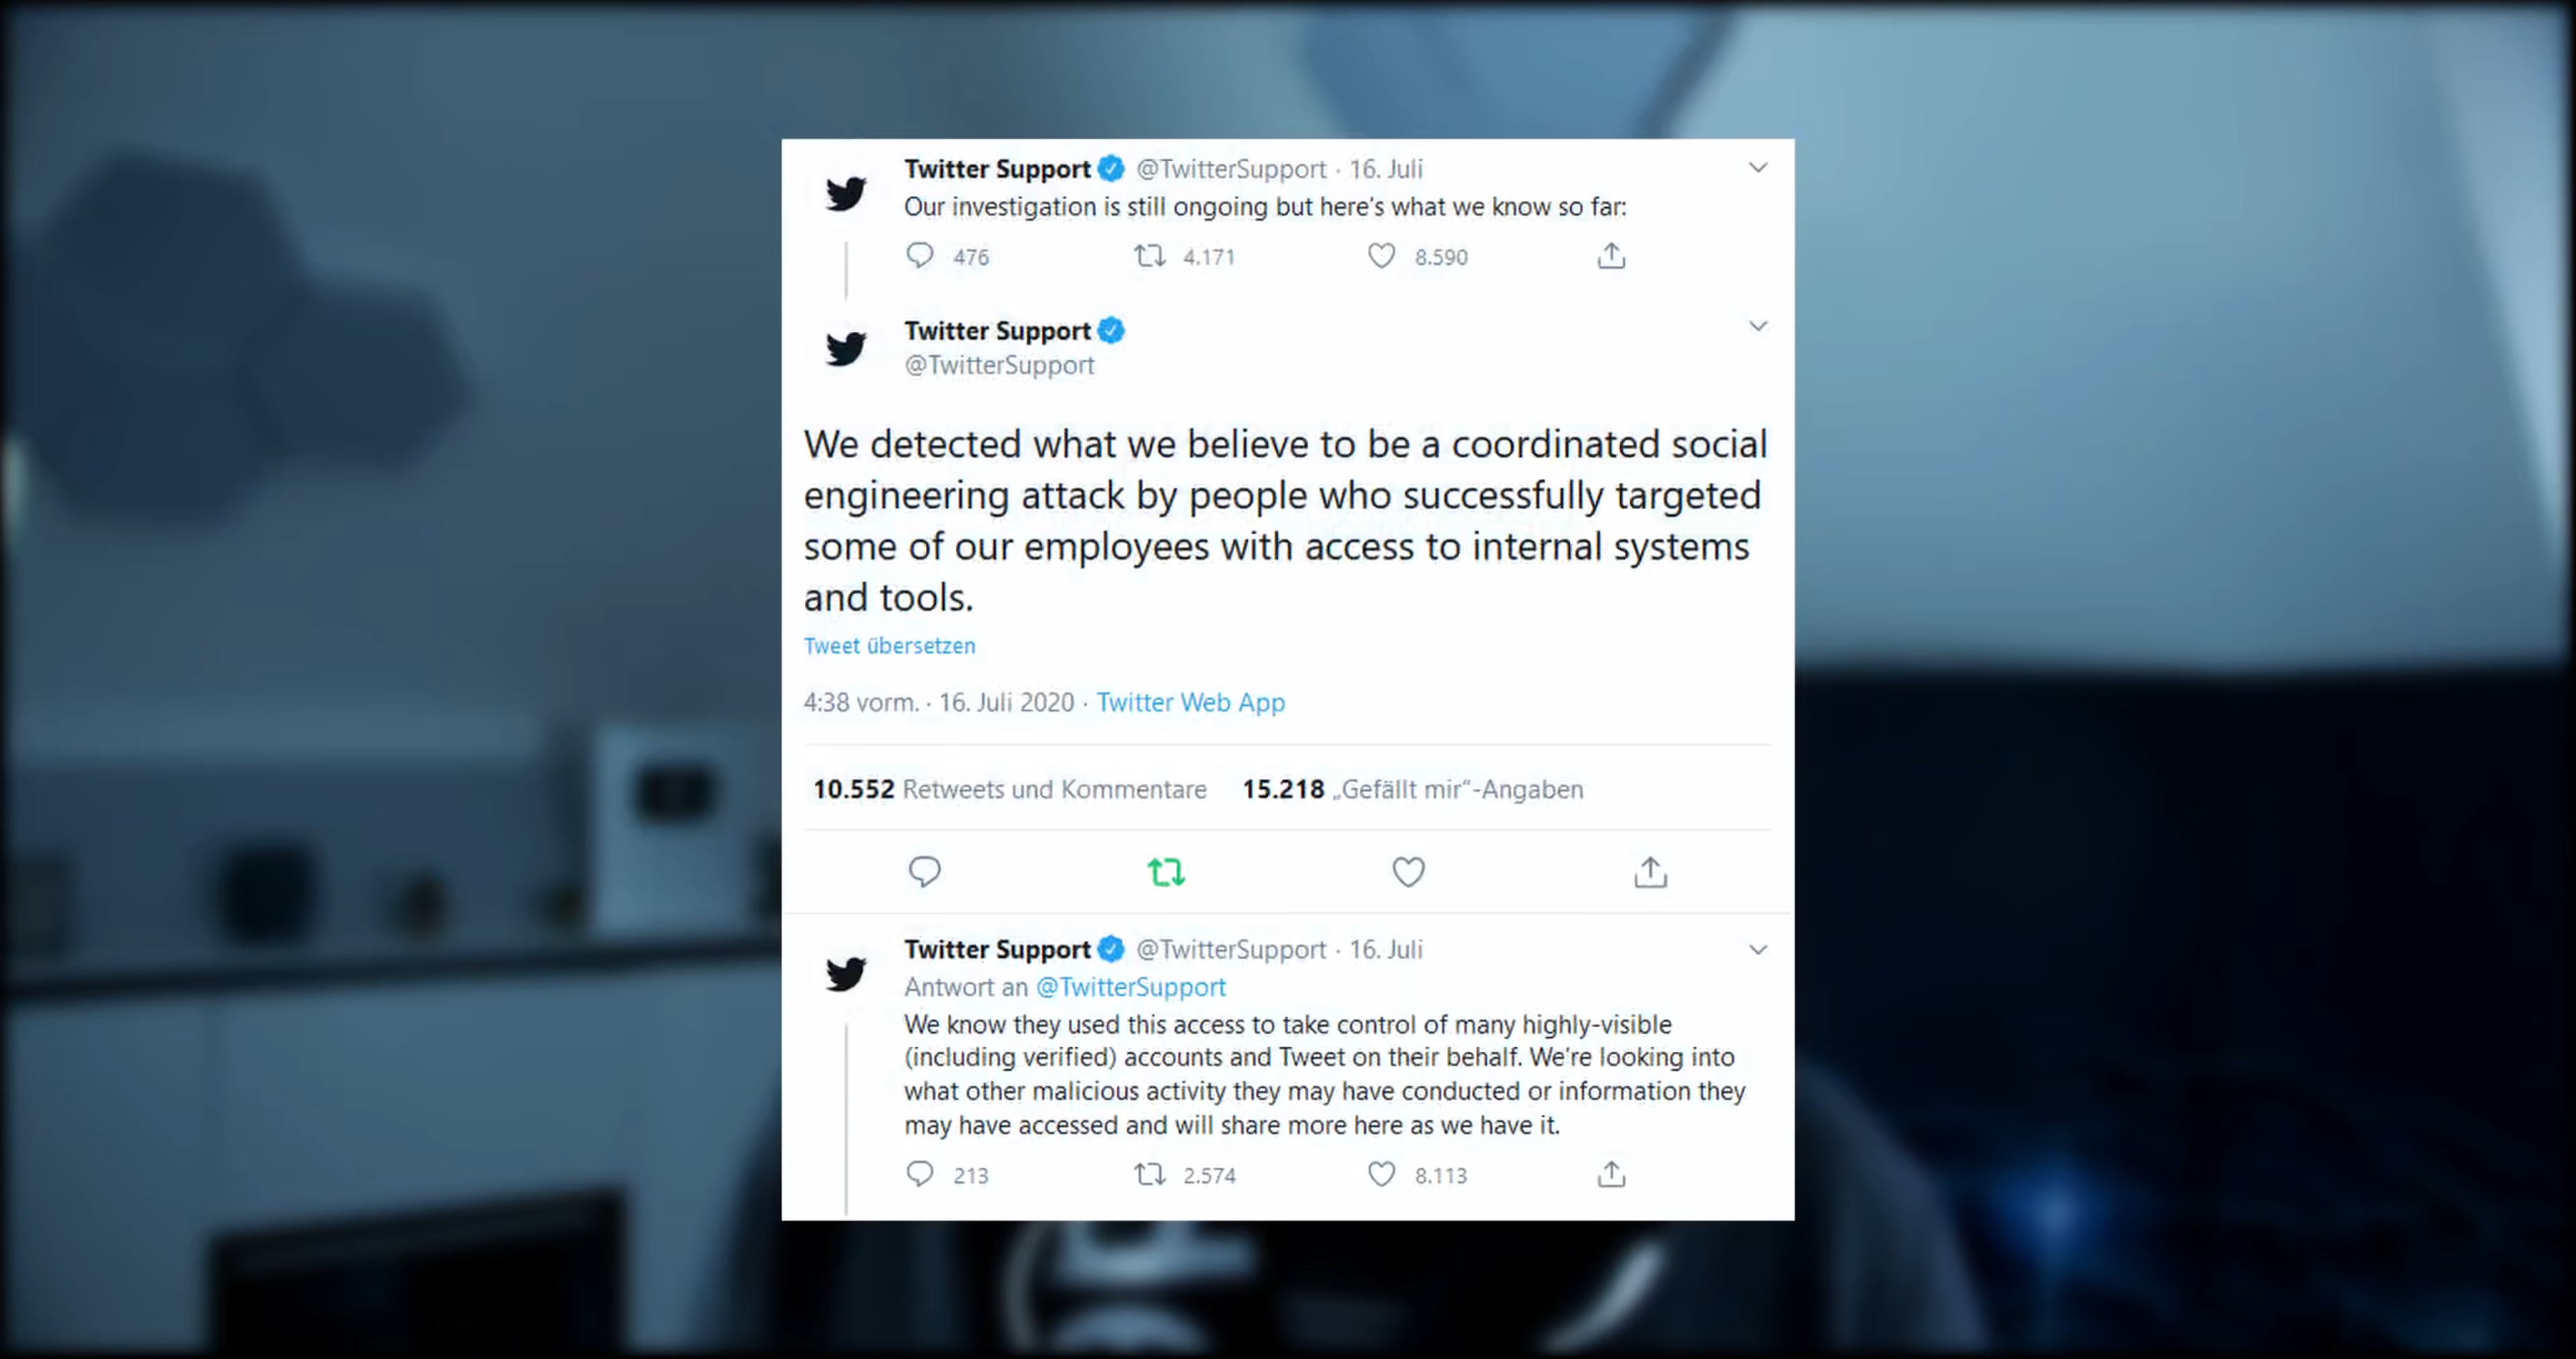 Twitter Support @TwitterSupport · 16. Juli
Our investigation is still ongoing but here's what we know so far:
476 4.171 8.590
Twitter Support
@TwitterSupport
We detected what we believe to be a coordinated social
engineering attack by people who successfully targeted
some of our employees with access to internal systems
and tools.
Tweet übersetzen
4:38 vorm. · 16. Juli 2020 · Twitter Web App
10.552 Retweets und Kommentare 15.218 „Gefällt mir“-Angaben
Twitter Support @TwitterSupport · 16. Juli
Antwort an @TwitterSupport
We know they used this access to take control of many highly-visible
(including verified) accounts and Tweet on their behalf. We're looking into
what other malicious activity they may have conducted or information they
may have accessed and will share more here as we have it.
213 2.574 8.113